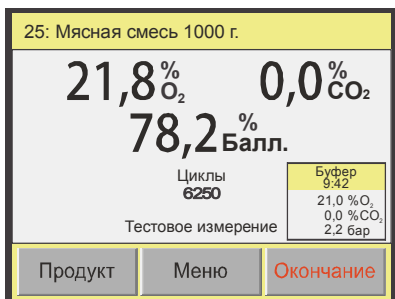 25: Мясная смесь 1000 г.
21,8 % O₂ 0,0 % CO₂
78,2 % Балл.
Циклы
6250
Тестовое измерение
Буфер
9:42
21,0 %O₂
0,0 %CO₂
2,2 бар
Продукт Меню Окончание